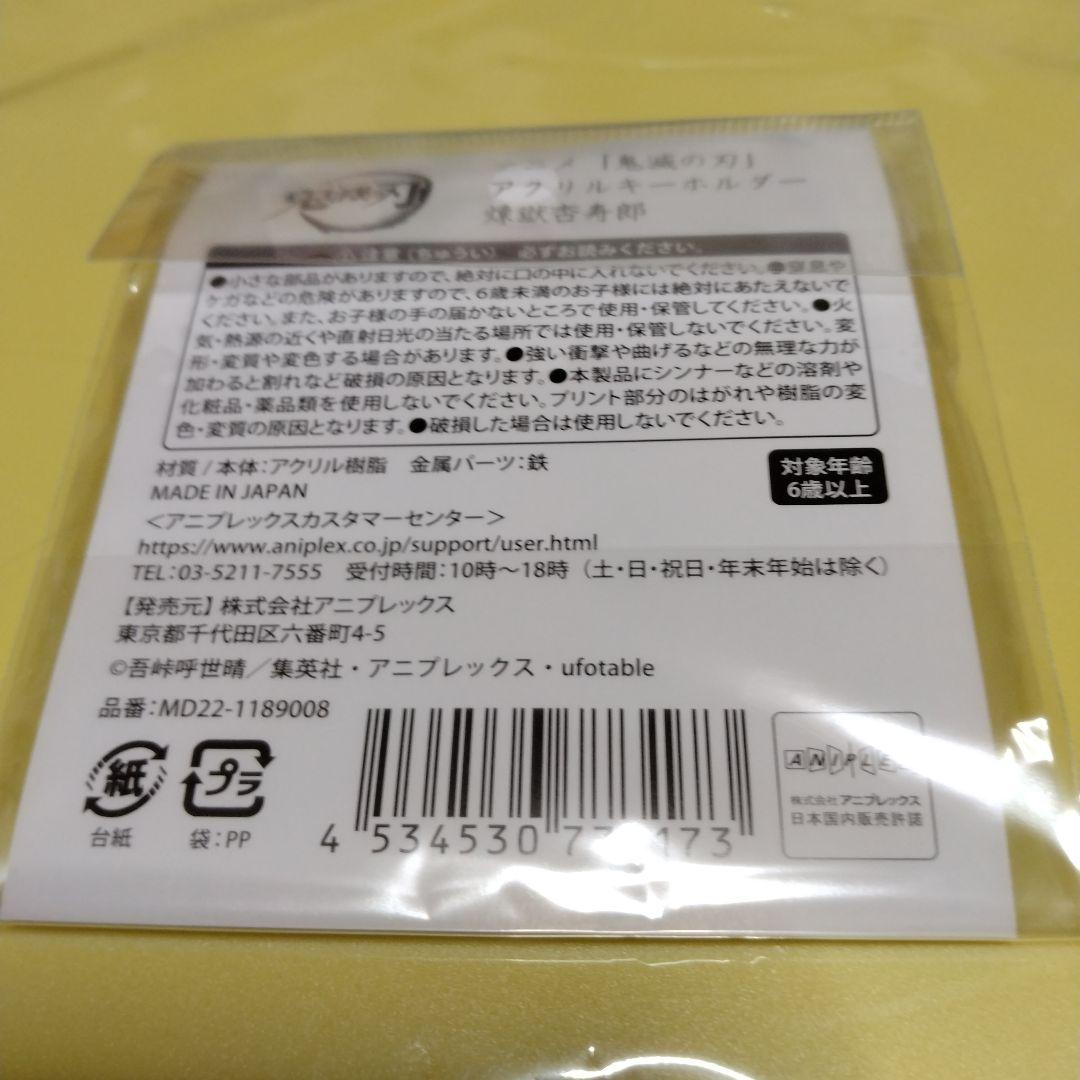 「鬼滅の刃」
アクリルキーホルダー
煉󠄁獄杏寿郎
注意(ちゅうい) 必ずお読みください。
●小さな部品がありますので、絶対に口の中に入れないでください。●窒息や
ケガなどの危険がありますので、6歳未満のお子様には絶対にあたえないで
ください。また、お子様の手の届かないところで使用・保管してください。●火
気・熱源の近くや直射日光の当たる場所では使用・保管しないでください。変
形・変質や変色する場合があります。●強い衝撃や曲げるなどの無理な力が
加わると割れなど破損の原因となります。●本製品にシンナーなどの溶剤や
化粧品・薬品類を使用しないでください。プリント部分のはがれや樹脂の変
色・変質の原因となります。●破損した場合は使用しないでください。
材質/本体:アクリル樹脂 金属パーツ:鉄
対象年齢
6歳以上
MADE IN JAPAN
<アニプレックスカスタマーセンター>
https://www.aniplex.co.jp/support/user.html
TEL:03-5211-7555 受付時間:10時〜18時(土・日・祝日・年末年始は除く)
【発売元】株式会社アニプレックス
東京都千代田区六番町4-5
©吾峠呼世晴/集英社・アニプレックス・ufotable
品番:MD22-1189008
紙
台紙
プラ
袋:PP
4 534530
株式会社アニプレックス
日本国内販売許諾